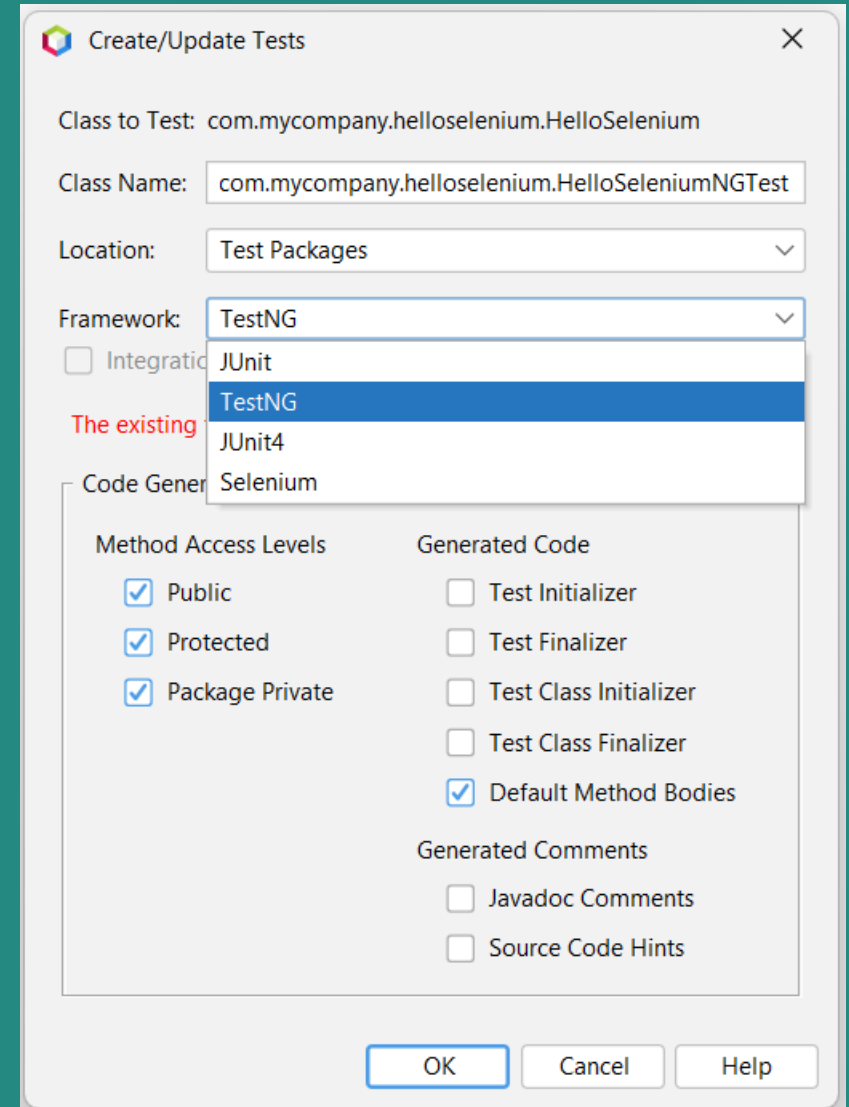 Create/Update Tests
Class to Test: com.mycompany.helloselenium.HelloSelenium
Class Name: com.mycompany.helloselenium.HelloSeleniumNGTest
Location: Test Packages
Framework: TestNG
JUnit
TestNG
The existing
JUnit4
Code Gener
Selenium
Method Access Levels
Generated Code
Public
Test Initializer
Protected
Test Finalizer
Package Private
Test Class Initializer
Test Class Finalizer
Default Method Bodies
Generated Comments
Javadoc Comments
Source Code Hints
OK
Cancel
Help